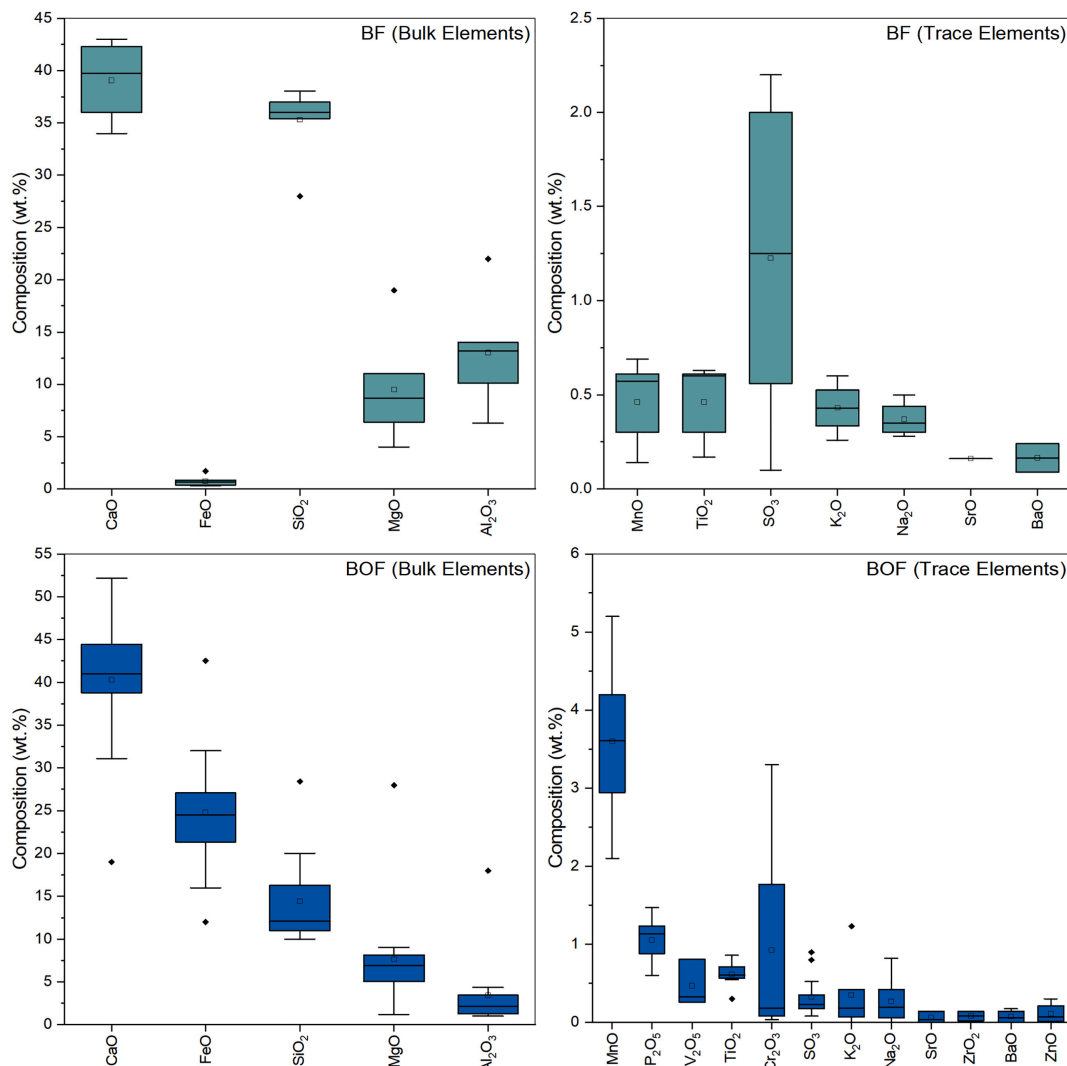 BF (Bulk Elements)
Composition (wt.%)
45
40
35
30
25
20
15
10
5
0
CaO
FeO
SiO₂
MgO
Al₂O₃
BF (Trace Elements)
Composition (wt.%)
2.5
2.0
1.5
1.0
0.5
0.0
MnO
TiO₂
SO₃
K₂O
Na₂O
SrO
BaO
BOF (Bulk Elements)
Composition (wt.%)
55
50
45
40
35
30
25
20
15
10
5
0
CaO
FeO
SiO₂
MgO
Al₂O₃
BOF (Trace Elements)
Composition (wt.%)
6
5
4
3
2
1
0
MnO
P₂O₅
V₂O₅
TiO₂
Cr₂O₃
SO₃
K₂O
Na₂O
SrO
ZrO₂
BaO
ZnO